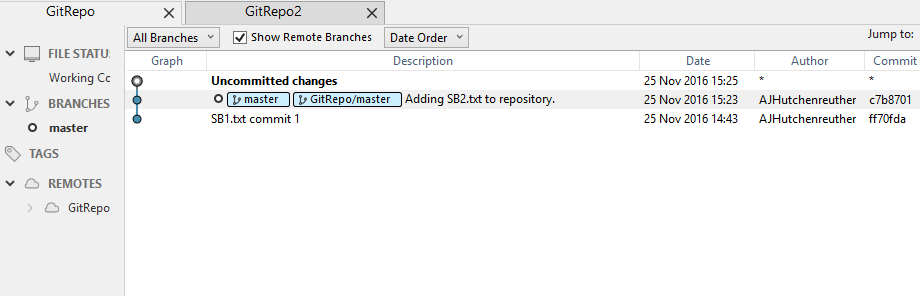 GitRepo GitRepo2
All Branches Show Remote Branches Date Order Jump to:
Graph Description Date Author Commit
FILE STATU
Working Co
BRANCHES
master
TAGS
REMOTES
GitRepo
Uncommitted changes 25 Nov 2016 15:25 * *
master GitRepo/master Adding SB2.txt to repository. 25 Nov 2016 15:23 AJHutchenreuther c7b8701
SB1.txt commit 1 25 Nov 2016 14:43 AJHutchenreuther ff70fda